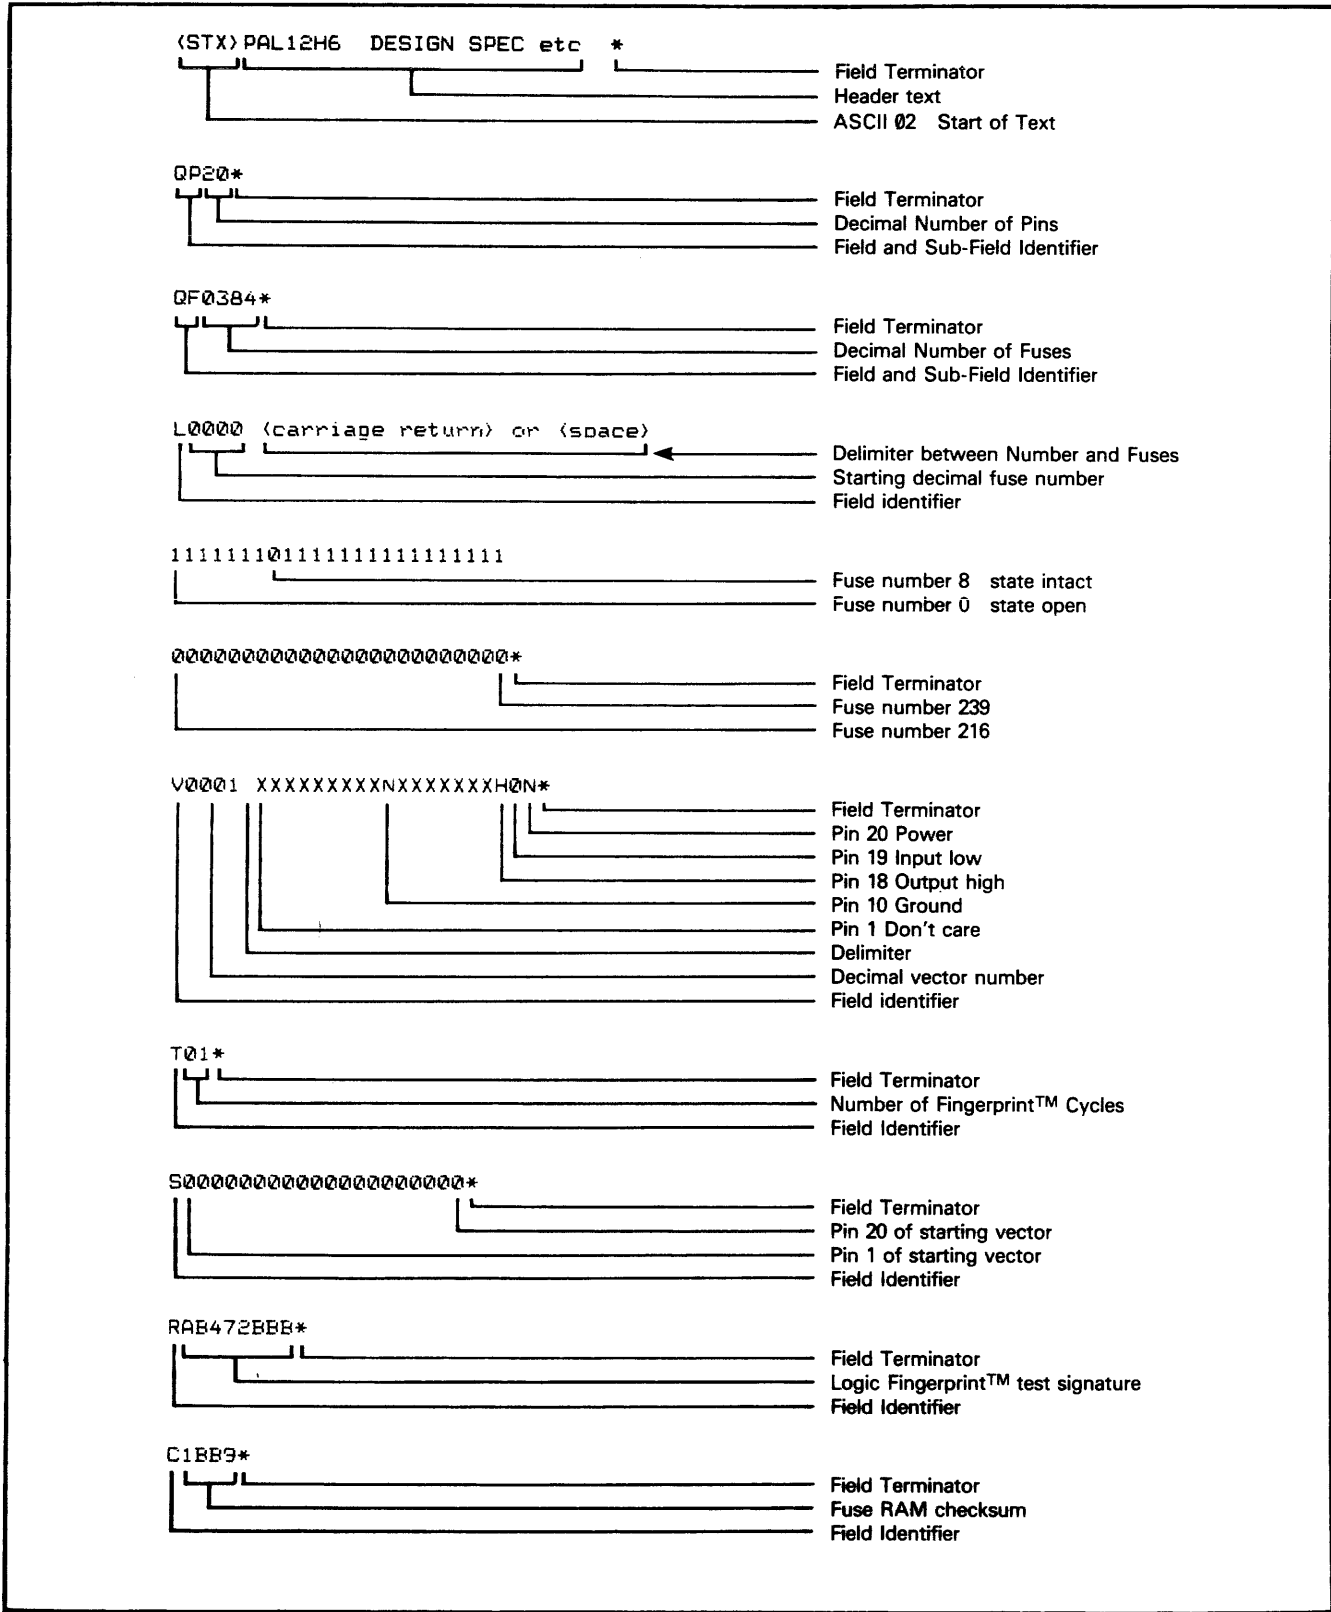 <STX>PAL12H6 DESIGN SPEC etc *
Field Terminator
Header text
ASCII 02 Start of Text
QP20*
Field Terminator
Decimal Number of Pins
Field and Sub-Field Identifier
QF0384*
Field Terminator
Decimal Number of Fuses
Field and Sub-Field Identifier
L0000 <carriage return> or <space>
Delimiter between Number and Fuses
Starting decimal fuse number
Field identifier
111111101111111111111111
Fuse number 8 state intact
Fuse number 0 state open
000000000000000000000000*
Field Terminator
Fuse number 239
Fuse number 216
V0001 XXXXXXXXXNXXXXXXXH0N*
Field Terminator
Pin 20 Power
Pin 19 Input low
Pin 18 Output high
Pin 10 Ground
Pin 1 Don't care
Delimiter
Decimal vector number
Field identifier
T01*
Field Terminator
Number of Fingerprint™ Cycles
Field Identifier
S00000000000000000000*
Field Terminator
Pin 20 of starting vector
Pin 1 of starting vector
Field Identifier
RAB472BBB*
Field Terminator
Logic Fingerprint™ test signature
Field Identifier
C1BB9*
Field Terminator
Fuse RAM checksum
Field Identifier